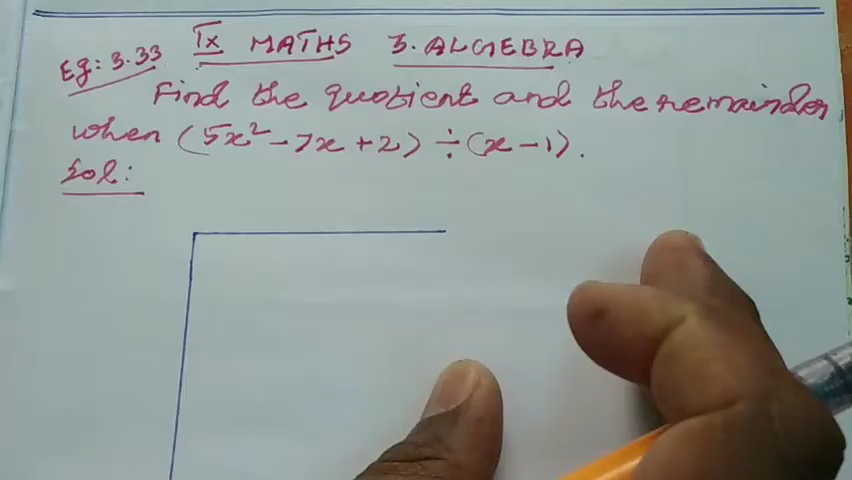 Eg: 3.33 IX MATHS 3. ALGEBRA
Find the quotient and the remainder
when (5x² - 7x + 2) ÷ (x - 1).
Sol: